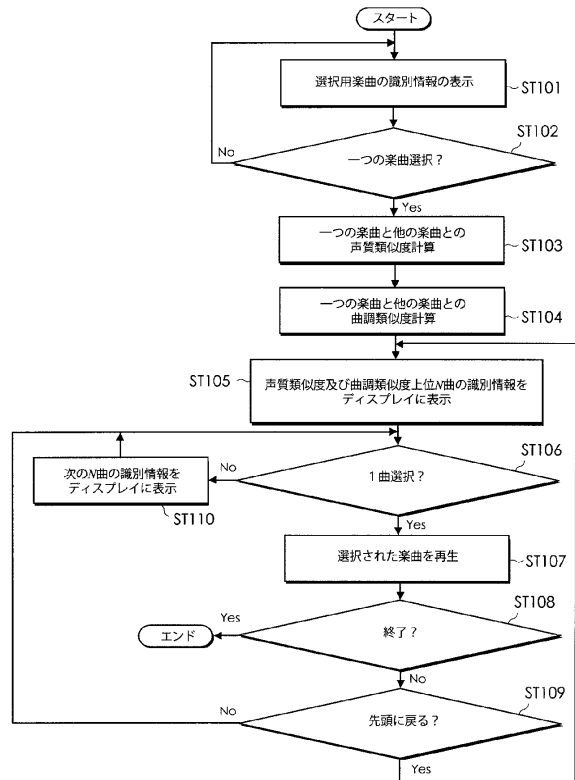 スタート
選択用楽曲の識別情報の表示
ST101
ST102
一つの楽曲選択？
No
Yes
一つの楽曲と他の楽曲との
声質類似度計算
ST103
一つの楽曲と他の楽曲との
曲調類似度計算
ST104
ST105
声質類似度及び曲調類似度上位N曲の識別情報を
ディスプレイに表示
ST106
1曲選択？
No
次のN曲の識別情報を
ディスプレイに表示
ST110
Yes
選択された楽曲を再生
ST107
ST108
終了？
Yes
エンド
No
ST109
先頭に戻る？
No
Yes